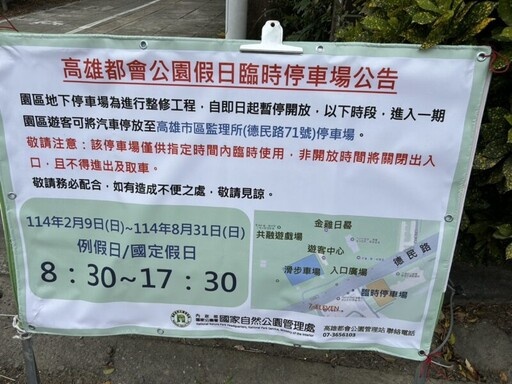 高雄都會公園假日臨時停車場公告
園區地下停車場為進行整修工程，自即日起暫停開放，以下時段，進入一期
園區遊客可將汽車停放至高雄市區監理所(德民路71號)停車場。
敬請注意：該停車場僅供指定時間內臨時使用，非開放時間將關閉出入
口，且不得進出及取車。
敬請務必配合，如有造成不便之處，敬請見諒。
114年2月9日(日)~114年8月31日(日)
例假日/國定假日
8：30~17：30
金融日晷
共融遊戲場
遊客中心
德民路
滑步車場
入口廣場
臨時停車場
國家自然公園管理處
高雄都會公園管理站 聯絡電話
07-3656103